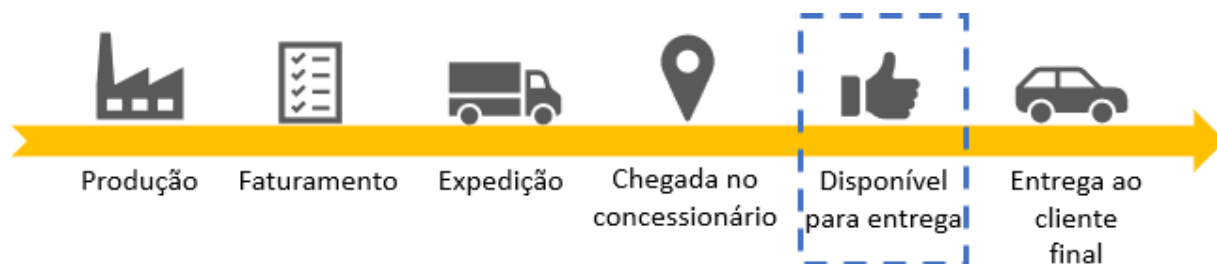 Produção
Faturamento
Expedição
Chegada no
concessionário
Disponível
para entrega
Entrega ao
cliente
final